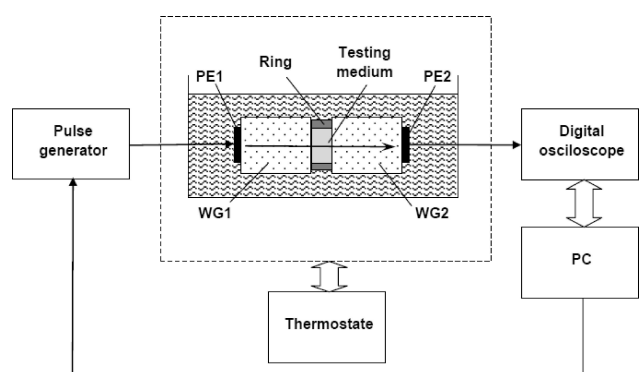 Testing
medium
Ring
PE1
PE2
Pulse
generator
Digital
osciloscope
WG1
WG2
PC
Thermostate